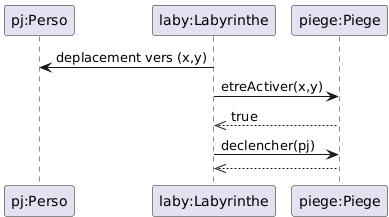 pj:Perso laby:Labyrinthe piege:Piege
deplacement vers (x,y)
etreActiver(x,y)
true
declencher(pj)
pj:Perso laby:Labyrinthe piege:Piege